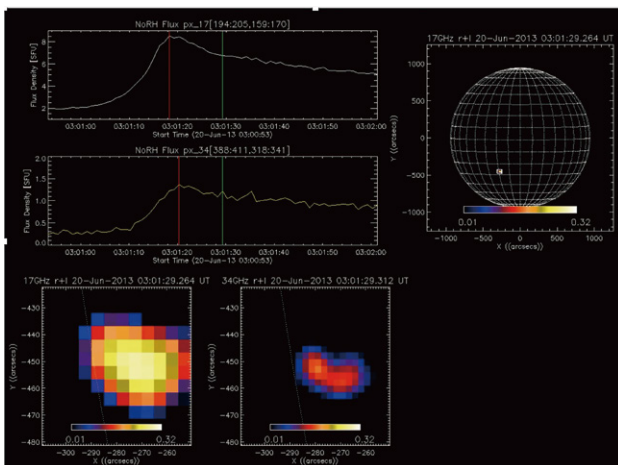 NoRH Flux px_17[194:205,159:170]
Flux Density [SFU]
8
6
4
2
03:01:00 03:01:10 03:01:20 03:01:30 03:01:40 03:01:50 03:02:00
Start Time (20-Jun-13 03:00:53)
NoRH Flux px_34[388:411,318:341]
Flux Density [SFU]
2.0
1.5
1.0
0.5
0.0
03:01:00 03:01:10 03:01:20 03:01:30 03:01:40 03:01:50 03:02:00
Start Time (20-Jun-13 03:00:53)
17GHz r+l 20-Jun-2013 03:01:29.264 UT
Y ((arcsecs))
1000
500
0
-500
-1000
0.01 0.32
-1000 -500 0 500 1000
X ((arcsecs))
17GHz r+l 20-Jun-2013 03:01:29.264 UT
Y ((arcsecs))
-430
-440
-450
-460
-470
-480
0.01 0.32
-300 -290 -280 -270 -260
X ((arcsecs))
34GHz r+l 20-Jun-2013 03:01:29.312 UT
Y ((arcsecs))
-430
-440
-450
-460
-470
-480
0.01 0.32
-300 -290 -280 -270 -260
X ((arcsecs))